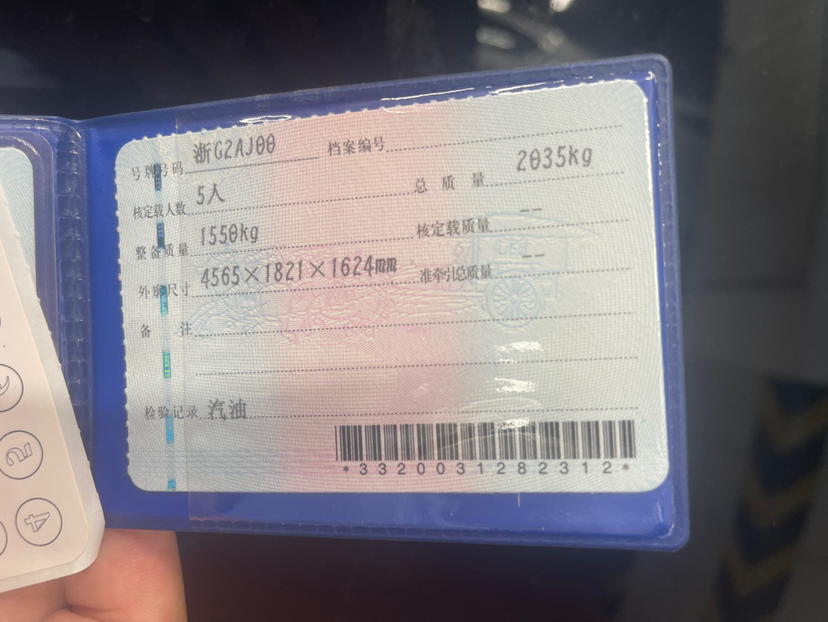 号牌号码 浙G2AJ00 档案编号
核定载人数 5人 总质量 2035kg
整备质量 1550kg 核定载质量 --
外廓尺寸 4565×1821×1624mm 准牵引总质量 --
备注
检验记录 汽油
*3320031282312*
2
4